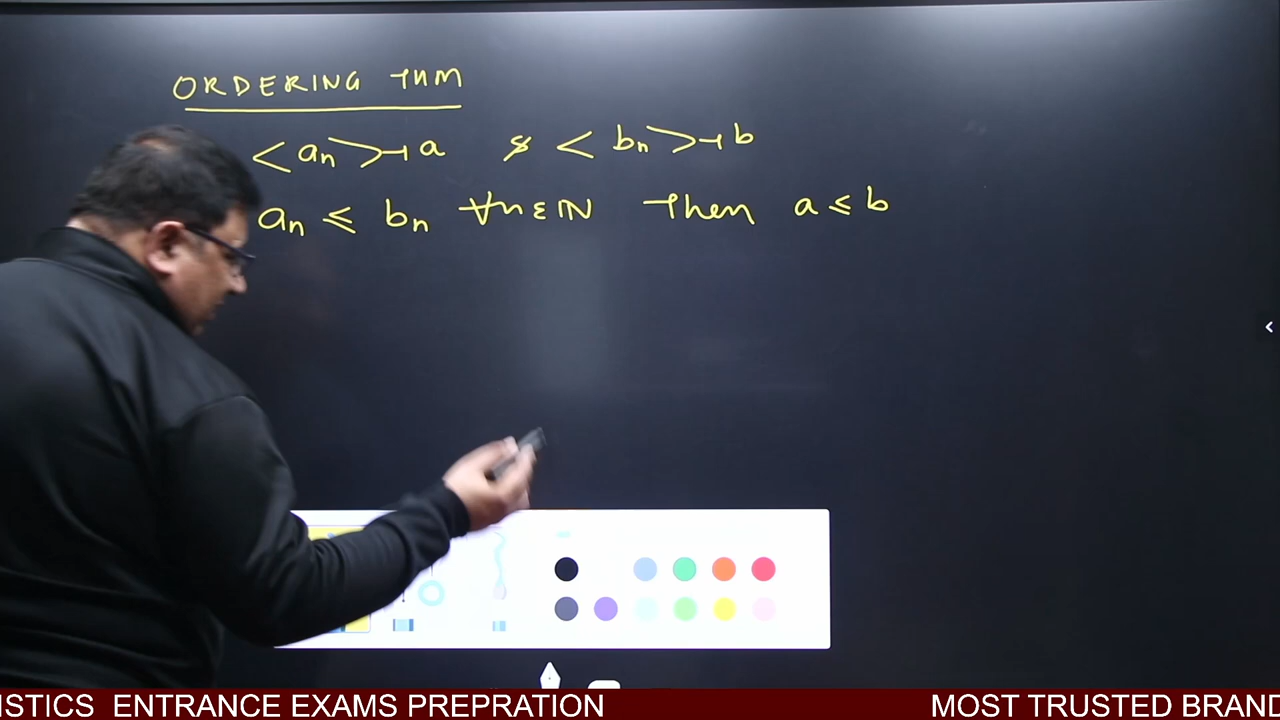 ORDERING THM
<an> → a & <bn> → b
an ≤ bn ∀n∈ℕ Then a ≤ b
ISTICS ENTRANCE EXAMS PREPRATION MOST TRUSTED BRAND